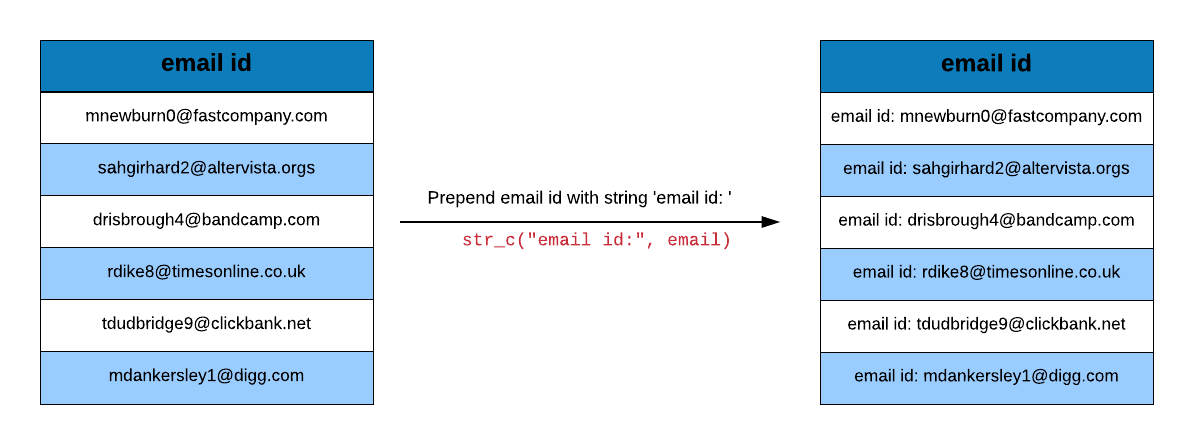 email id
mnewburn0@fastcompany.com
sahgirhard2@altervista.orgs
drisbrough4@bandcamp.com
rdike8@timesonline.co.uk
tdudbridge9@clickbank.net
mdankersley1@digg.com
Prepend email id with string 'email id: '
str_c("email id:", email)
email id
email id: mnewburn0@fastcompany.com
email id: sahgirhard2@altervista.orgs
email id: drisbrough4@bandcamp.com
email id: rdike8@timesonline.co.uk
email id: tdudbridge9@clickbank.net
email id: mdankersley1@digg.com